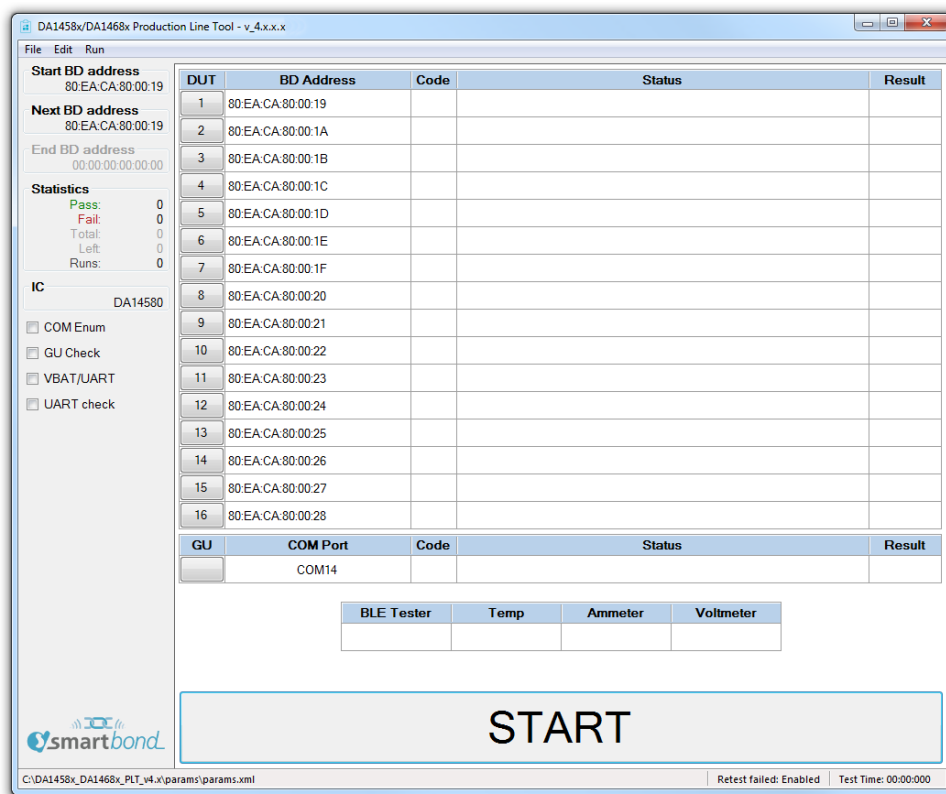 DA1458x/DA1468x Production Line Tool - v_4.x.x.x
File Edit Run
Start BD address
80:EA:CA:80:00:19
Next BD address
80:EA:CA:80:00:19
End BD address
00:00:00:00:00:00
Statistics
Pass: 0
Fail: 0
Total: 0
Left: 0
Runs: 0
IC
DA14580
COM Enum
GU Check
VBAT/UART
UART check
DUT BD Address Code Status Result
1 80:EA:CA:80:00:19
2 80:EA:CA:80:00:1A
3 80:EA:CA:80:00:1B
4 80:EA:CA:80:00:1C
5 80:EA:CA:80:00:1D
6 80:EA:CA:80:00:1E
7 80:EA:CA:80:00:1F
8 80:EA:CA:80:00:20
9 80:EA:CA:80:00:21
10 80:EA:CA:80:00:22
11 80:EA:CA:80:00:23
12 80:EA:CA:80:00:24
13 80:EA:CA:80:00:25
14 80:EA:CA:80:00:26
15 80:EA:CA:80:00:27
16 80:EA:CA:80:00:28
GU COM Port Code Status Result
COM14
BLE Tester Temp Ammeter Voltmeter
START
smartbond
C:\DA1458x_DA1468x_PLT_v4.x\params\params.xml
Retest failed: Enabled Test Time: 00:00:000